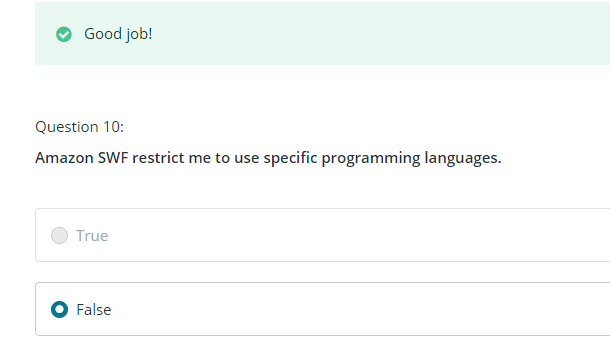 Good job!
Question 10:
Amazon SWF restrict me to use specific programming languages.
True
False